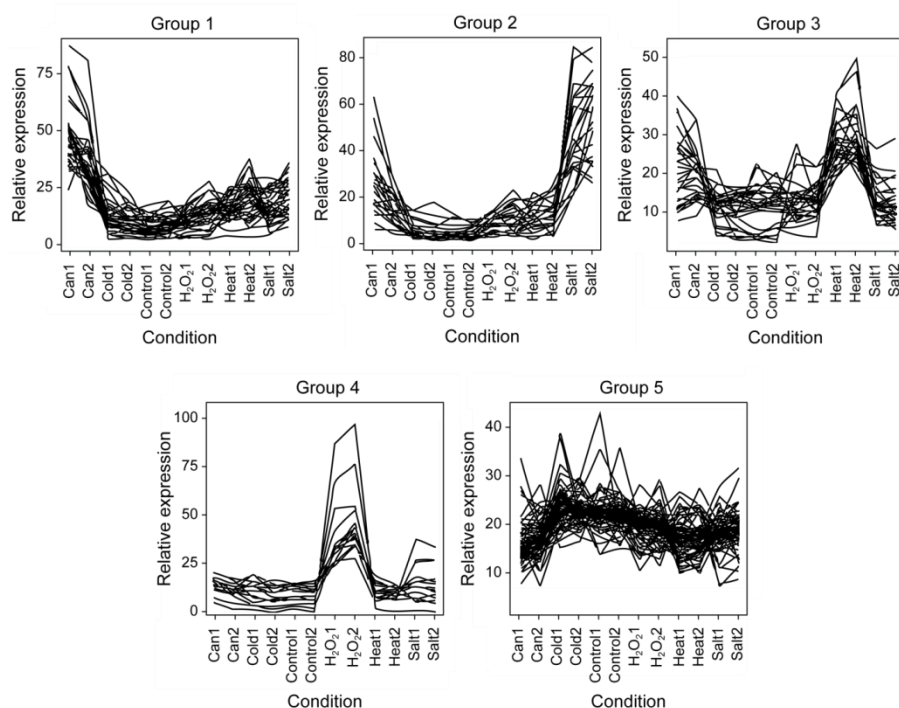 Group 1
Relative expression
75
50
25
0
Can1
Can2
Cold1
Cold2
Control1
Control2
H₂O₂1
H₂O₂2
Heat1
Heat2
Salt1
Salt2
Condition
Group 2
Relative expression
80
60
40
20
0
Can1
Can2
Cold1
Cold2
Control1
Control2
H₂O₂1
H₂O₂2
Heat1
Heat2
Salt1
Salt2
Condition
Group 3
Relative expression
50
40
30
20
10
Can1
Can2
Cold1
Cold2
Control1
Control2
H₂O₂1
H₂O₂2
Heat1
Heat2
Salt1
Salt2
Condition
Group 4
Relative expression
100
75
50
25
0
Can1
Can2
Cold1
Cold2
Control1
Control2
H₂O₂1
H₂O₂2
Heat1
Heat2
Salt1
Salt2
Condition
Group 5
Relative expression
40
30
20
10
Can1
Can2
Cold1
Cold2
Control1
Control2
H₂O₂1
H₂O₂2
Heat1
Heat2
Salt1
Salt2
Condition